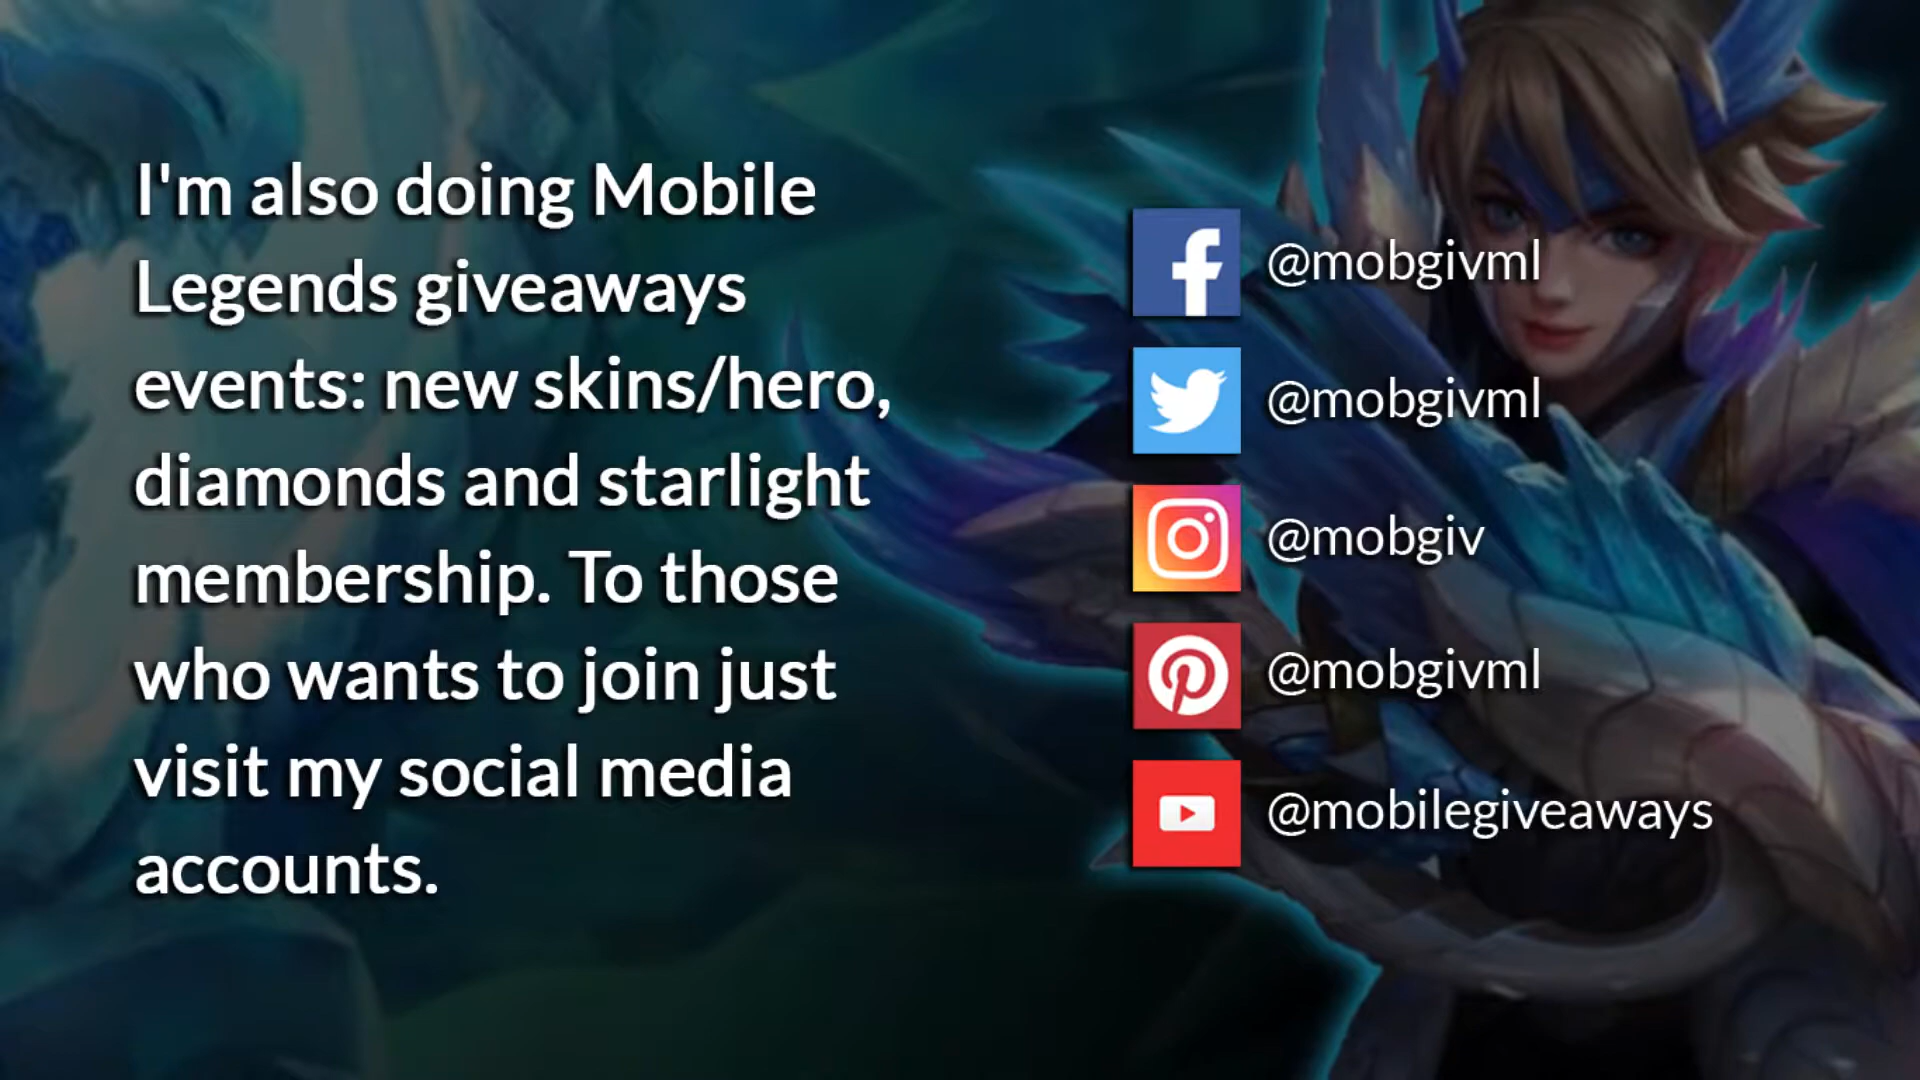 I'm also doing Mobile
Legends giveaways
events: new skins/hero,
diamonds and starlight
membership. To those
who wants to join just
visit my social media
accounts.
@mobgivml
@mobgivml
@mobgiv
@mobgivml
@mobilegiveaways